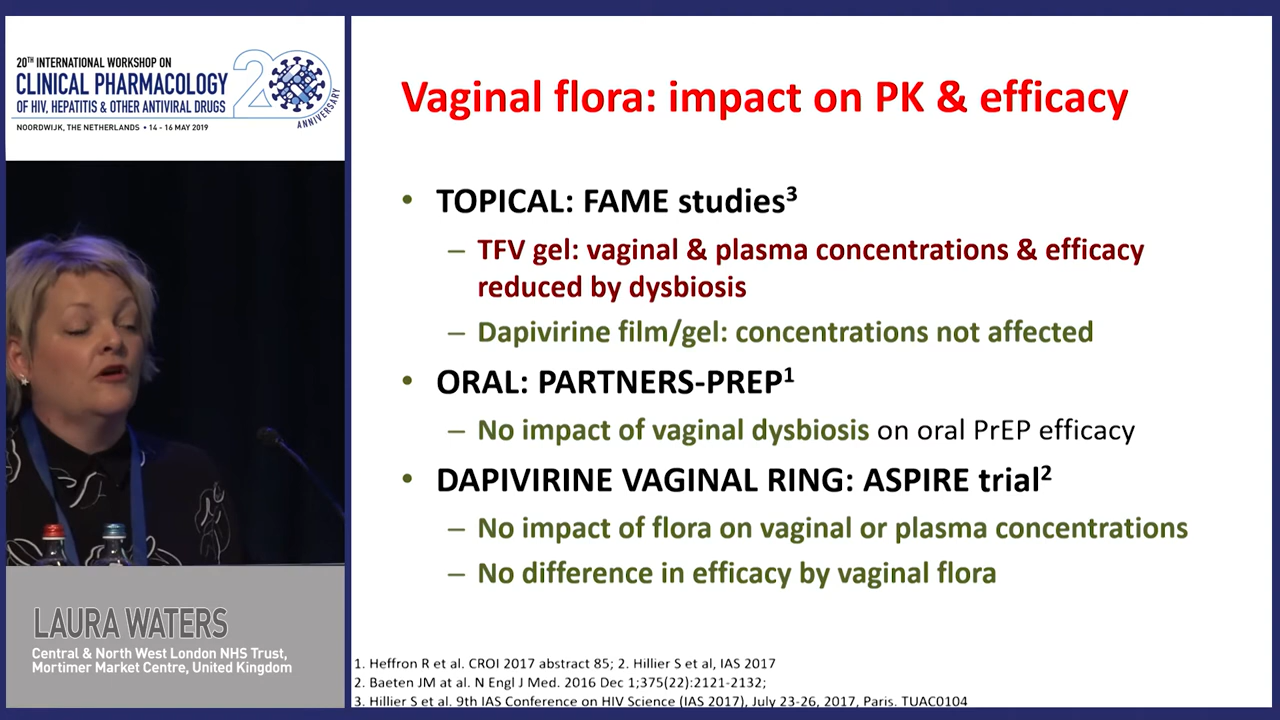 20TH INTERNATIONAL WORKSHOP ON
CLINICAL PHARMACOLOGY
OF HIV, HEPATITIS & OTHER ANTIVIRAL DRUGS
20
ANNIVERSARY
NOORDWIJK, THE NETHERLANDS • 14 - 16 MAY 2019
LAURA WATERS
Central & North West London NHS Trust,
Mortimer Market Centre, United Kingdom
Vaginal flora: impact on PK & efficacy
• TOPICAL: FAME studies³
– TFV gel: vaginal & plasma concentrations & efficacy
reduced by dysbiosis
– Dapivirine film/gel: concentrations not affected
• ORAL: PARTNERS-PREP¹
– No impact of vaginal dysbiosis on oral PrEP efficacy
• DAPIVIRINE VAGINAL RING: ASPIRE trial²
– No impact of flora on vaginal or plasma concentrations
– No difference in efficacy by vaginal flora
1. Heffron R et al. CROI 2017 abstract 85; 2. Hillier S et al, IAS 2017
2. Baeten JM at al. N Engl J Med. 2016 Dec 1;375(22):2121-2132;
3. Hillier S et al. 9th IAS Conference on HIV Science (IAS 2017), July 23-26, 2017, Paris. TUAC0104